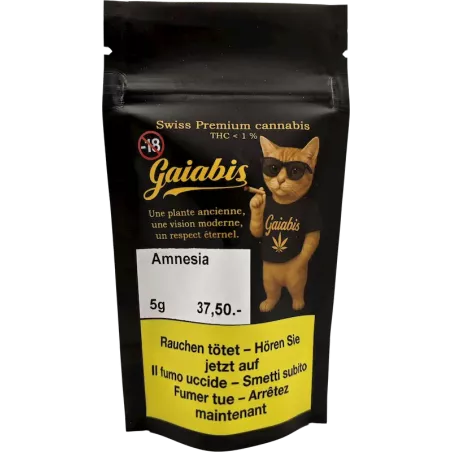 Swiss Premium cannabis
THC < 1 %
-18
Gaiabis
Une plante ancienne,
une vision moderne,
un respect éternel.
Gaiabis
Amnesia
5g 37,50.-
Rauchen tötet – Hören Sie
jetzt auf
Il fumo uccide – Smetti subito
Fumer tue – Arrêtez
maintenant